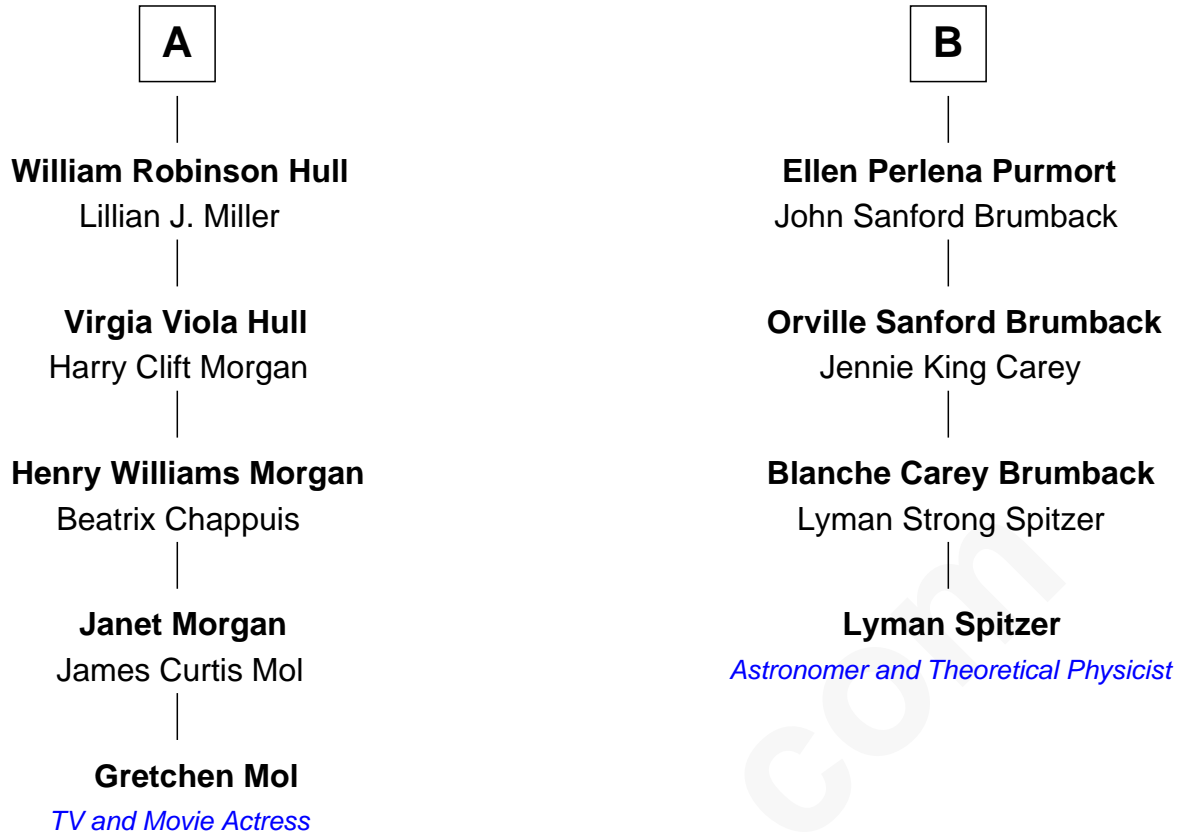 A
William Robinson Hull
Lillian J. Miller
Virgia Viola Hull
Harry Clift Morgan
Henry Williams Morgan
Beatrix Chappuis
Janet Morgan
James Curtis Mol
Gretchen Mol
TV and Movie Actress
B
Ellen Perlena Purmort
John Sanford Brumback
Orville Sanford Brumback
Jennie King Carey
Blanche Carey Brumback
Lyman Strong Spitzer
Lyman Spitzer
Astronomer and Theoretical Physicist
com